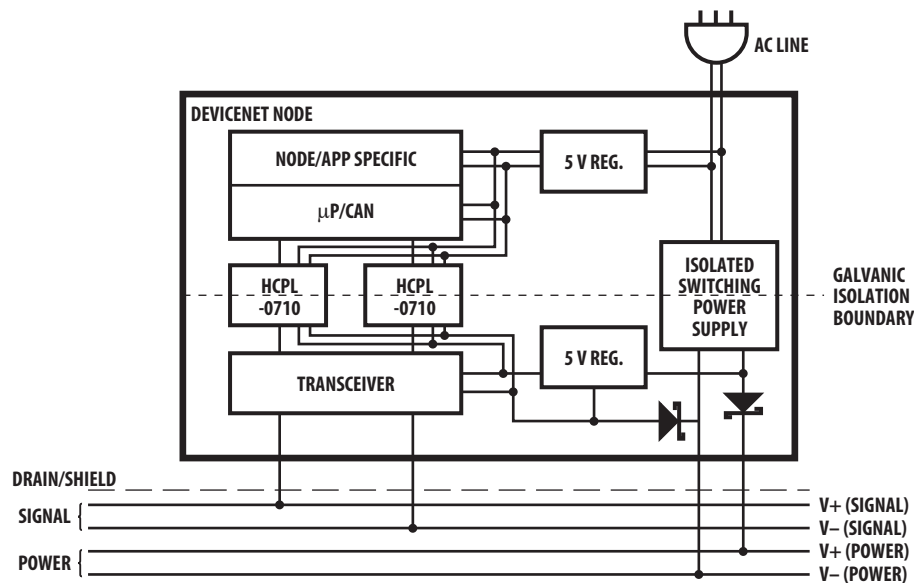 AC LINE
DEVICENET NODE
NODE/APP SPECIFIC
5 V REG.
μP/CAN
HCPL
-0710
HCPL
-0710
ISOLATED
SWITCHING
POWER
SUPPLY
GALVANIC
ISOLATION
BOUNDARY
5 V REG.
TRANSCEIVER
DRAIN/SHIELD
SIGNAL
V+ (SIGNAL)
V– (SIGNAL)
POWER
V+ (POWER)
V– (POWER)